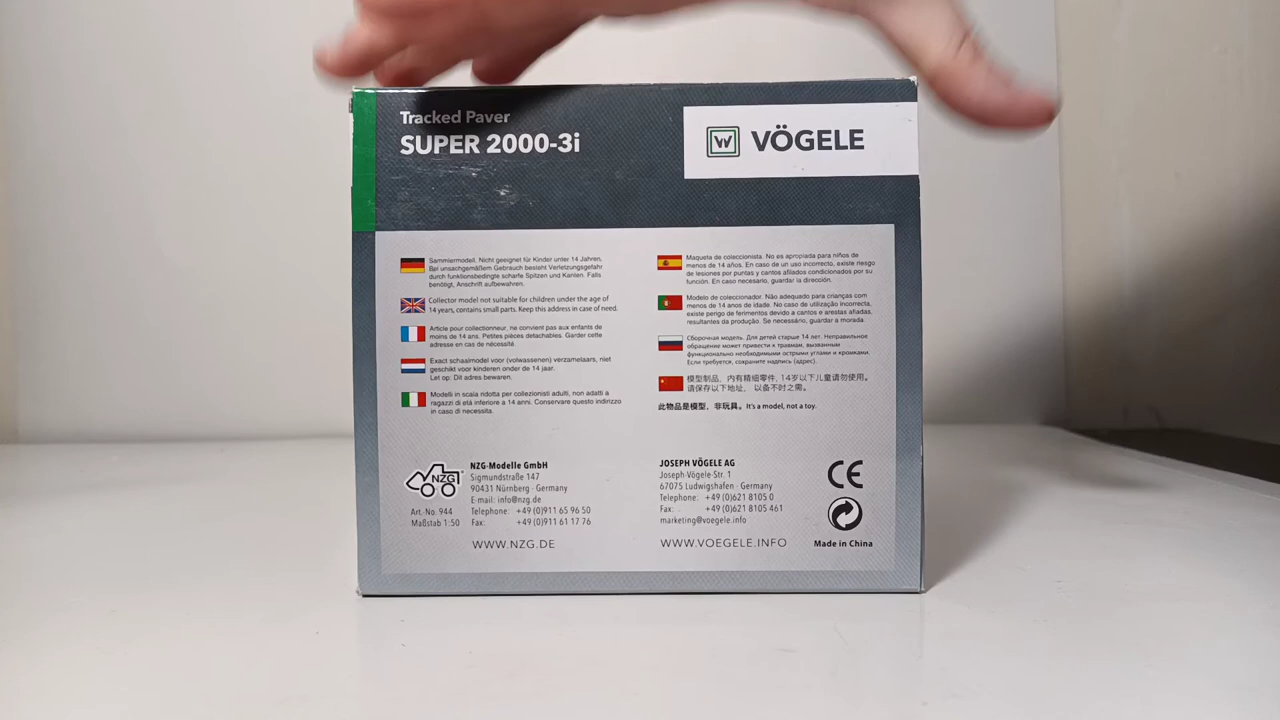 Tracked Paver
SUPER 2000-3i
VÖGELE
Sammlermodell. Nicht geeignet für Kinder unter 14 Jahren.
Bei unsachgemäßem Gebrauch besteht Verletzungsgefahr
durch funktionsbedingte scharfe Spitzen und Kanten. Falls
benötigt, Anschrift aufbewahren.
Collector model not suitable for children under the age of
14 years, contains small parts. Keep this address in case of need.
Article pour collectionneur, ne convient pas aux enfants de
moins de 14 ans. Petites pièces détachables. Garder cette
adresse en cas de nécessité.
Exact schaalmodel voor (volwassenen) verzamelaars, niet
geschikt voor kinderen onder de 14 jaar.
Let op: Dit adres bewaren.
Modelli in scala ridotta per collezionisti adulti, non adatti a
ragazzi di età inferiore a 14 anni. Conservare questo indirizzo
in caso di necessita.
Maqueta de coleccionista. No es apropiada para niños de
menos de 14 años. En caso de un uso incorrecto, existe riesgo
de lesiones por puntas y cantos afilados condicionados por su
función. En caso necesario, guardar la dirección.
Modelo de coleccionador. Não adequado para crianças com
menos de 14 anos de idade. No caso de utilização incorrecta,
existe perigo de ferimentos devido a cantos e arestas afiadas,
resultantes da produção. Se necessário, guardar a morada.
Сборочная модель. Для детей старше 14 лет. Неправильное
обращение может привести к травмам, вызванным
функционально необходимыми острыми углами и кромками.
Если требуется, сохраните надпись (адрес).
模型制品，内有精细零件，14岁以下儿童请勿使用。
请保存以下地址，以备不时之需。
此物品是模型，非玩具。It's a model, not a toy.
NZG
Art.-No. 944
Maßstab 1:50
NZG-Modelle GmbH
Sigmundstraße 147
90431 Nürnberg · Germany
E-mail: info@nzg.de
Telephone: +49 (0)911 65 96 50
Fax: +49 (0)911 61 17 76
WWW.NZG.DE
JOSEPH VÖGELE AG
Joseph-Vögele-Str. 1
67075 Ludwigshafen · Germany
Telephone: +49 (0)621 8105 0
Fax: +49 (0)621 8105 461
marketing@voegele.info
WWW.VOEGELE.INFO
CE
Made in China